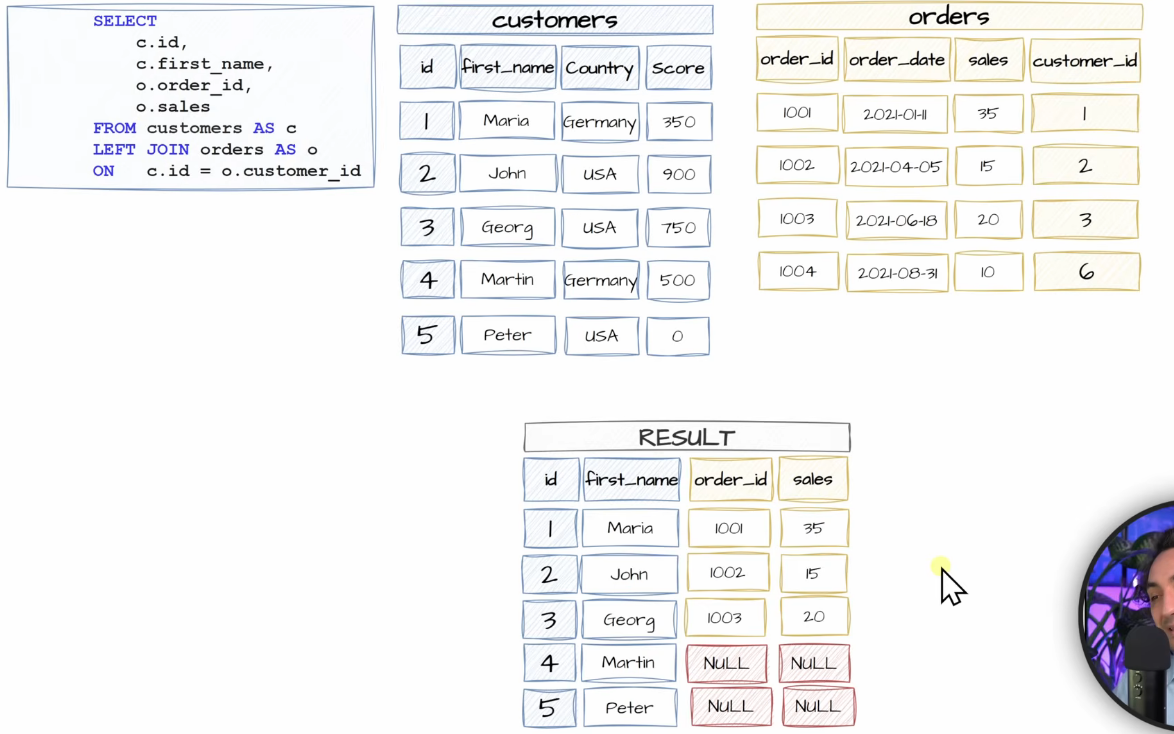 SELECT
c.id,
c.first_name,
o.order_id,
o.sales
FROM customers AS c
LEFT JOIN orders AS o
ON c.id = o.customer_id
customers
id first_name Country Score
1 Maria Germany 350
2 John USA 900
3 Georg USA 750
4 Martin Germany 500
5 Peter USA 0
orders
order_id order_date sales customer_id
1001 2021-01-11 35 1
1002 2021-04-05 15 2
1003 2021-06-18 20 3
1004 2021-08-31 10 6
RESULT
id first_name order_id sales
1 Maria 1001 35
2 John 1002 15
3 Georg 1003 20
4 Martin NULL NULL
5 Peter NULL NULL